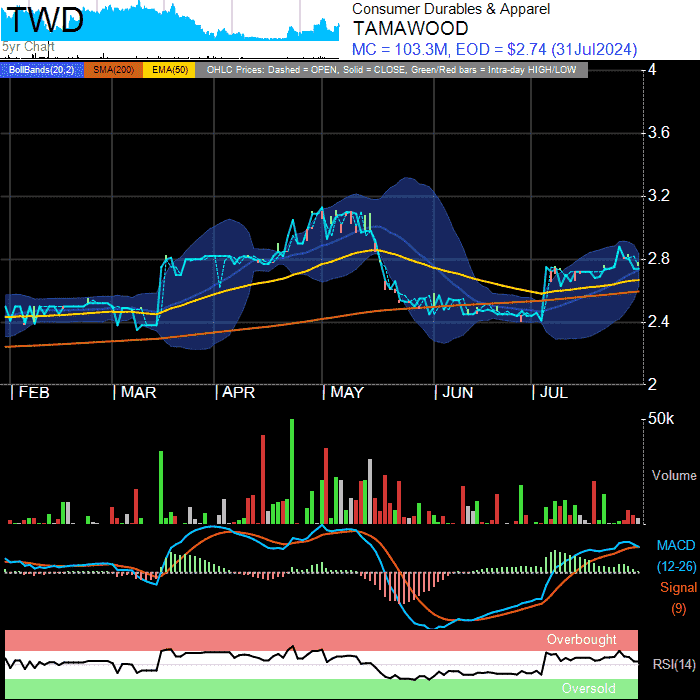 TWD
5yr Chart
Consumer Durables & Apparel
TAMAWOOD
MC = 103.3M, EOD = $2.74 (31Jul2024)
BollBands(20,2) SMA(200) EMA(50) OHLC Prices: Dashed = OPEN, Solid = CLOSE, Green/Red bars = Intra-day HIGH/LOW
4
3.6
3.2
2.8
2.4
2
FEB MAR APR MAY JUN JUL
50k
Volume
MACD
(12-26)
Signal
(9)
Overbought
RSI(14)
Oversold